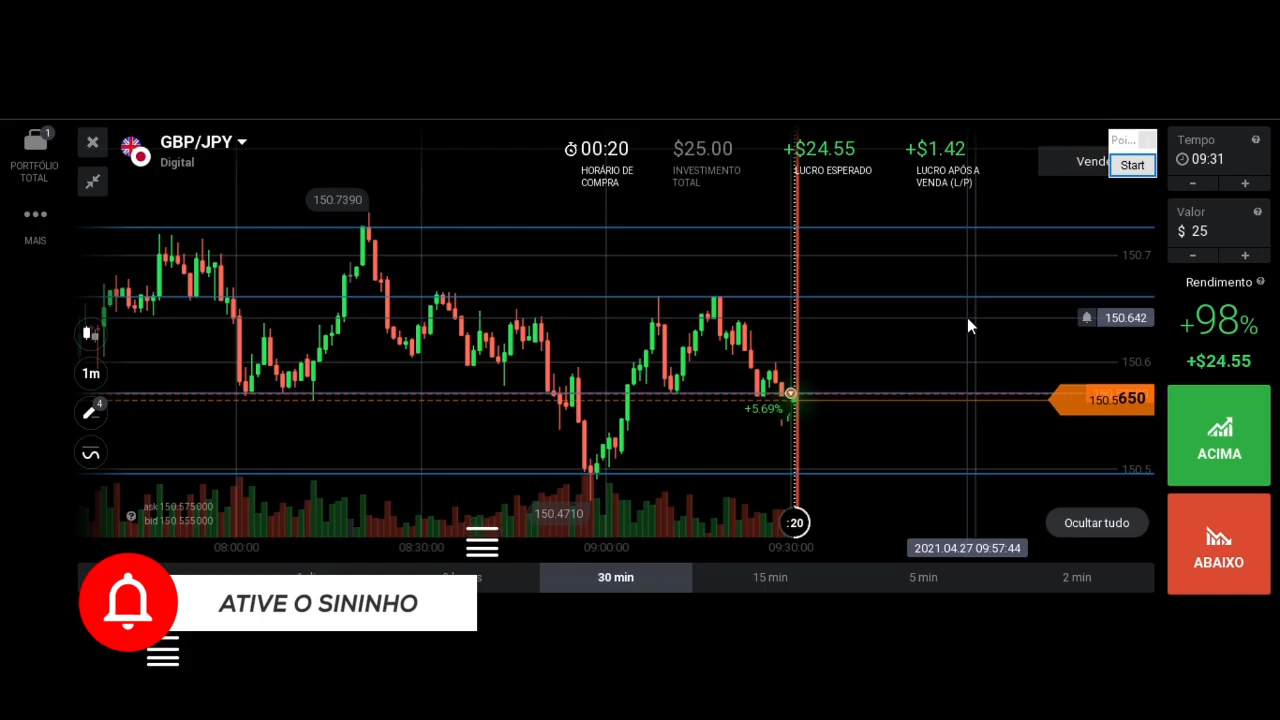 1
PORTFÓLIO
TOTAL
MAIS
GBP/JPY
Digital
00:20
HORÁRIO DE
COMPRA
$25.00
INVESTIMENTO
TOTAL
+$24.55
LUCRO ESPERADO
+$1.42
LUCRO APÓS A
VENDA (L/P)
Vende
Poi...
Start
Tempo
09:31
Valor
$ 25
Rendimento
+98%
+$24.55
ACIMA
ABAIXO
150.7390
150.7
150.642
150.6
150.5650
150.5
+5.69%
1m
4
ask 150.575000
bid 150.555000
150.4710
:20
Ocultar tudo
08:00:00
08:30:00
09:00:00
09:30:00
2021.04.27 09:57:44
30 min
15 min
5 min
2 min
ATIVE O SININHO